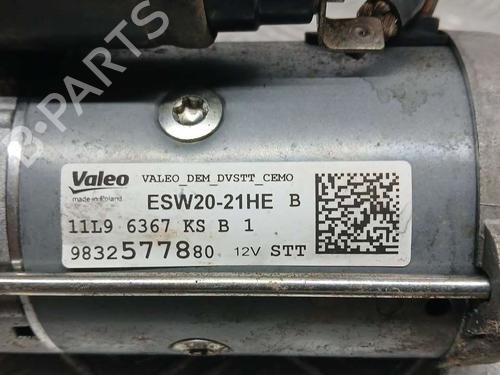 B-PARTS
Valeo
made in Poland
VALEO_DEM_DVSTT_CEMO
ESW20-21HE B
11L9 6367 KS B 1
9832577880 12V STT